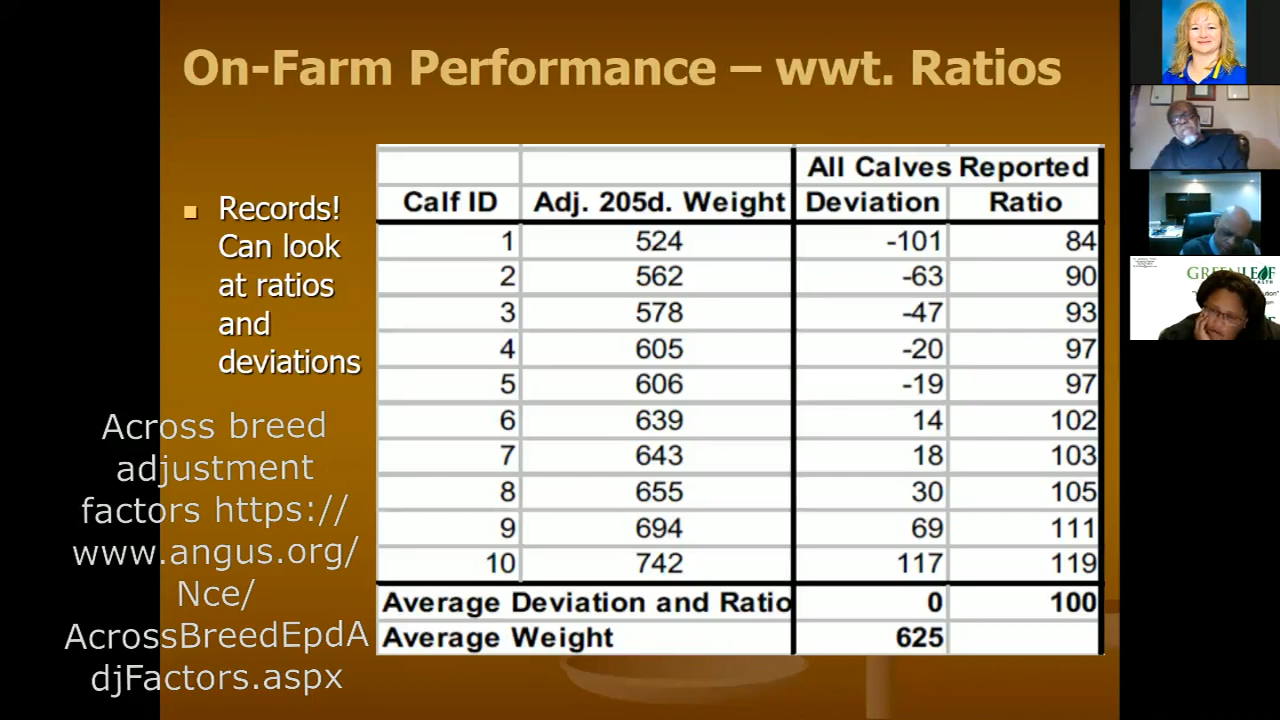 On-Farm Performance – wwt. Ratios
Records!
Can look
at ratios
and
deviations
Across breed
adjustment
factors https://
www.angus.org/
Nce/
AcrossBreedEpdA
djFactors.aspx
All Calves Reported
Calf ID Adj. 205d. Weight Deviation Ratio
1 524 -101 84
2 562 -63 90
3 578 -47 93
4 605 -20 97
5 606 -19 97
6 639 14 102
7 643 18 103
8 655 30 105
9 694 69 111
10 742 117 119
Average Deviation and Ratio 0 100
Average Weight 625
GREENLEAF